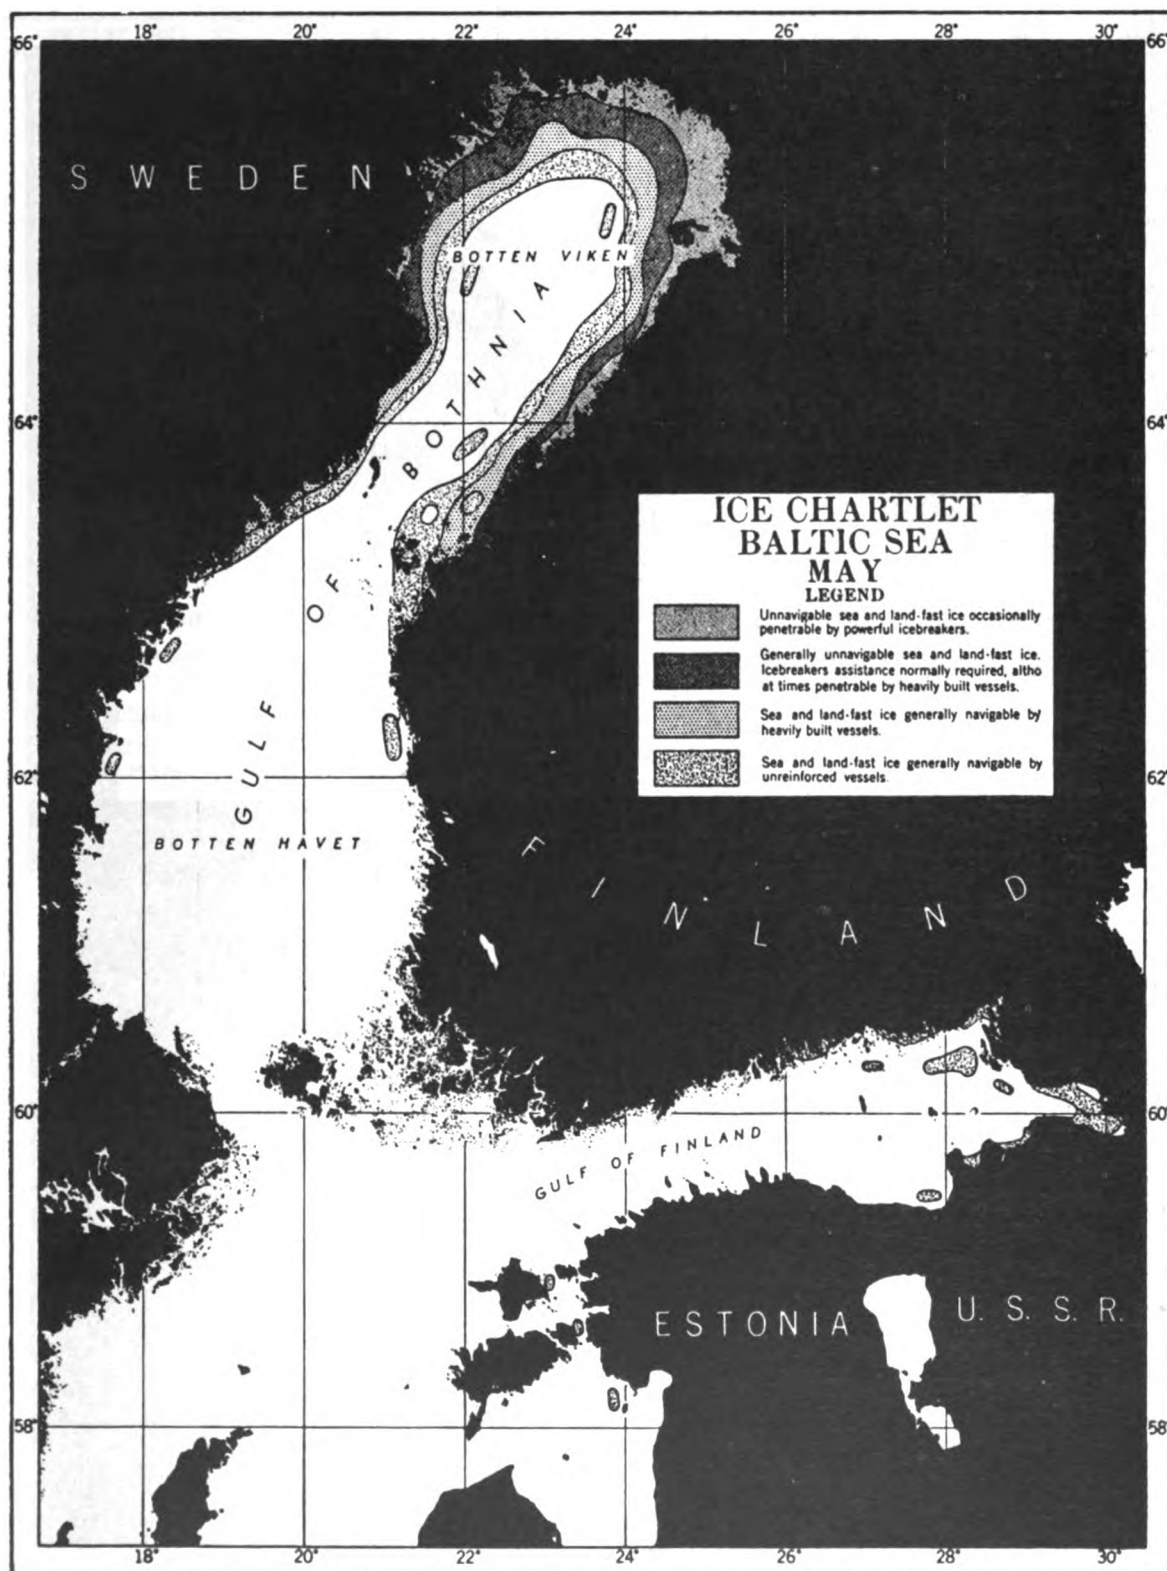 18° 20° 22° 24° 26° 28° 30°
66° 66°
SWEDEN
BOTTEN VIKEN
GULF OF BOTHNIA
64° 64°
ICE CHARTLET
BALTIC SEA
MAY
LEGEND
Unnavigable sea and land-fast ice occasionally
penetrable by powerful icebreakers.
Generally unnavigable sea and land-fast ice.
Icebreakers assistance normally required, altho
at times penetrable by heavily built vessels.
Sea and land-fast ice generally navigable by
heavily built vessels.
Sea and land-fast ice generally navigable by
unreinforced vessels.
62° 62°
BOTTEN HAVET
FINLAND
60° 60°
GULF OF FINLAND
ESTONIA
U.S.S.R.
58° 58°
18° 20° 22° 24° 26° 28° 30°